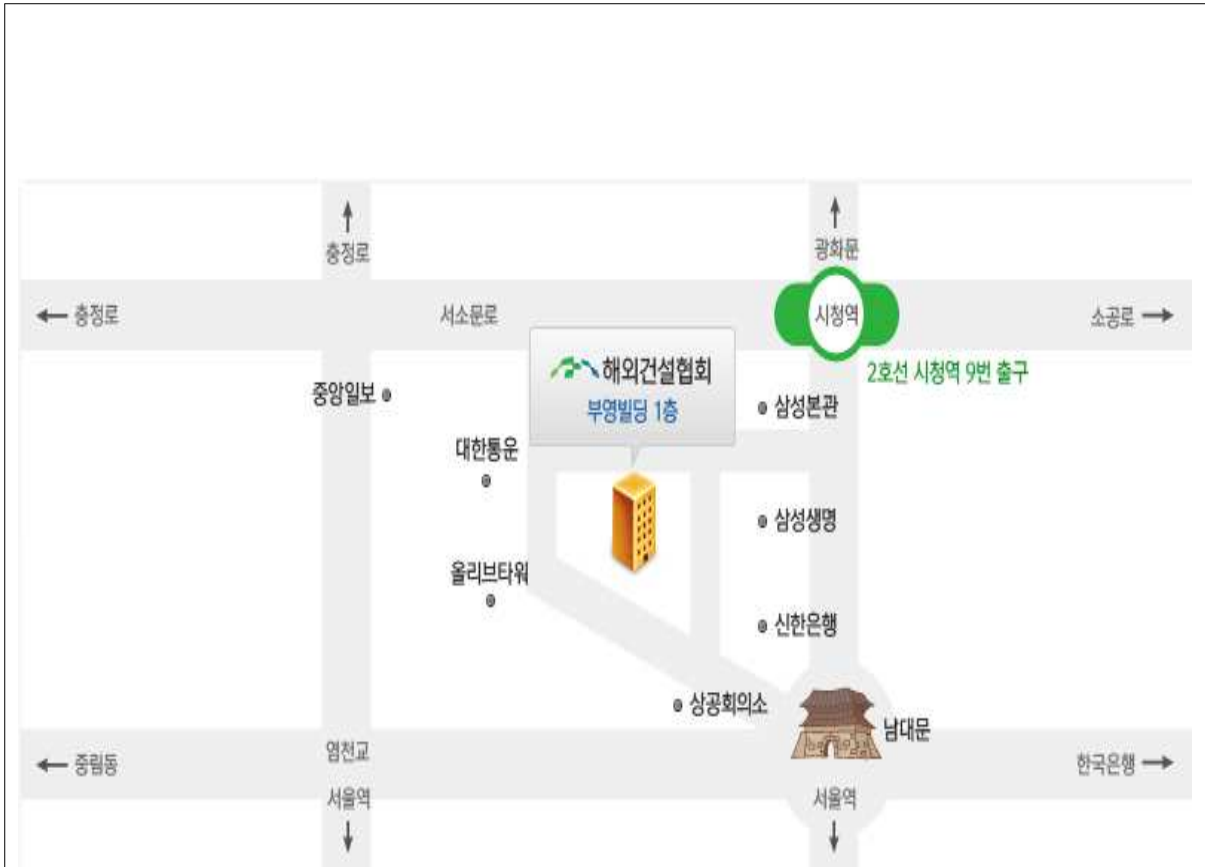 충정로
광화문
← 충정로
서소문로
시청역
소공로 →
해외건설협회
부영빌딩 1층
2호선 시청역 9번 출구
중앙일보
삼성본관
대한통운
삼성생명
올리브타워
신한은행
상공회의소
남대문
← 중림동
염천교
한국은행 →
서울역
서울역